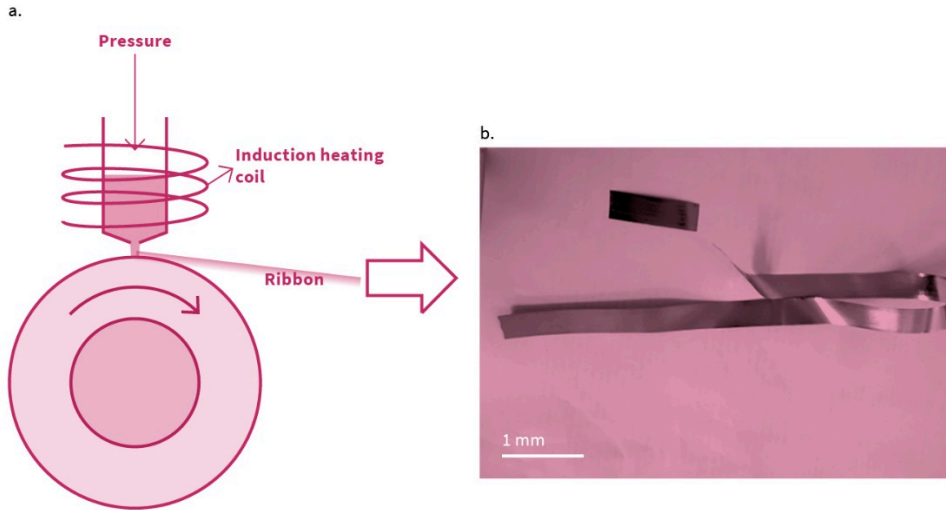 a.
Pressure
Induction heating
coil
Ribbon
b.
1 mm